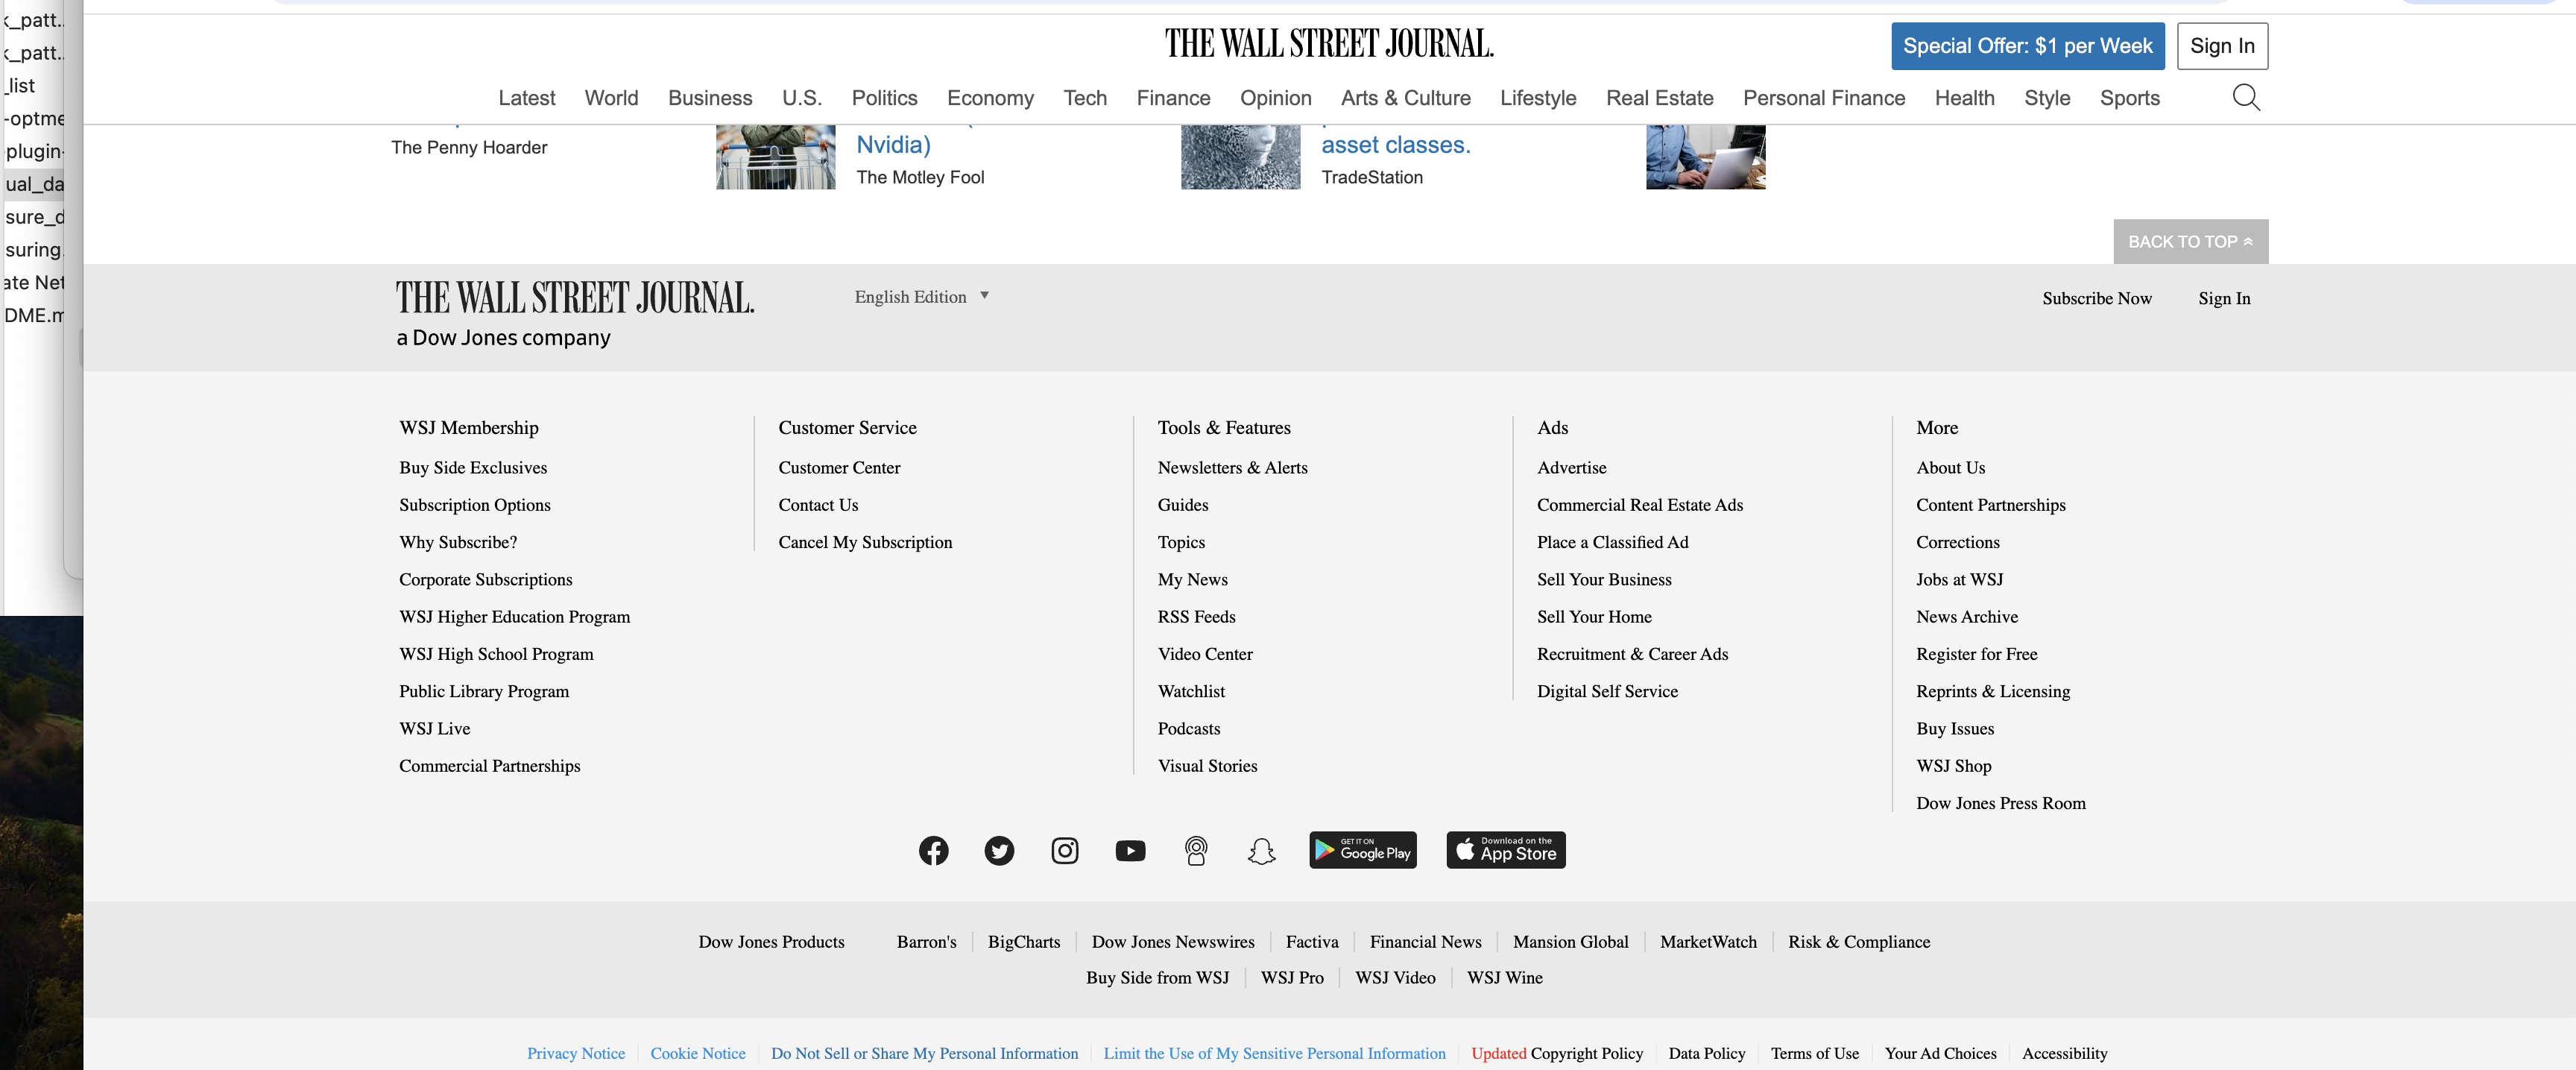 k_patt..
k_patt..
_list
-optme
plugin-
ual_da
sure_d
suring.
ate Net
DME.m
THE WALL STREET JOURNAL.
Special Offer: $1 per Week
Sign In
Latest World Business U.S. Politics Economy Tech Finance Opinion Arts & Culture Lifestyle Real Estate Personal Finance Health Style Sports
The Penny Hoarder
Nvidia)
The Motley Fool
asset classes.
TradeStation
BACK TO TOP
THE WALL STREET JOURNAL.
a Dow Jones company
English Edition
Subscribe Now
Sign In
WSJ Membership
Buy Side Exclusives
Subscription Options
Why Subscribe?
Corporate Subscriptions
WSJ Higher Education Program
WSJ High School Program
Public Library Program
WSJ Live
Commercial Partnerships
Customer Service
Customer Center
Contact Us
Cancel My Subscription
Tools & Features
Newsletters & Alerts
Guides
Topics
My News
RSS Feeds
Video Center
Watchlist
Podcasts
Visual Stories
Ads
Advertise
Commercial Real Estate Ads
Place a Classified Ad
Sell Your Business
Sell Your Home
Recruitment & Career Ads
Digital Self Service
More
About Us
Content Partnerships
Corrections
Jobs at WSJ
News Archive
Register for Free
Reprints & Licensing
Buy Issues
WSJ Shop
Dow Jones Press Room
GET IT ON
Google Play
Download on the
App Store
Dow Jones Products Barron's BigCharts Dow Jones Newswires Factiva Financial News Mansion Global MarketWatch Risk & Compliance
Buy Side from WSJ WSJ Pro WSJ Video WSJ Wine
Privacy Notice Cookie Notice Do Not Sell or Share My Personal Information Limit the Use of My Sensitive Personal Information Updated Copyright Policy Data Policy Terms of Use Your Ad Choices Accessibility